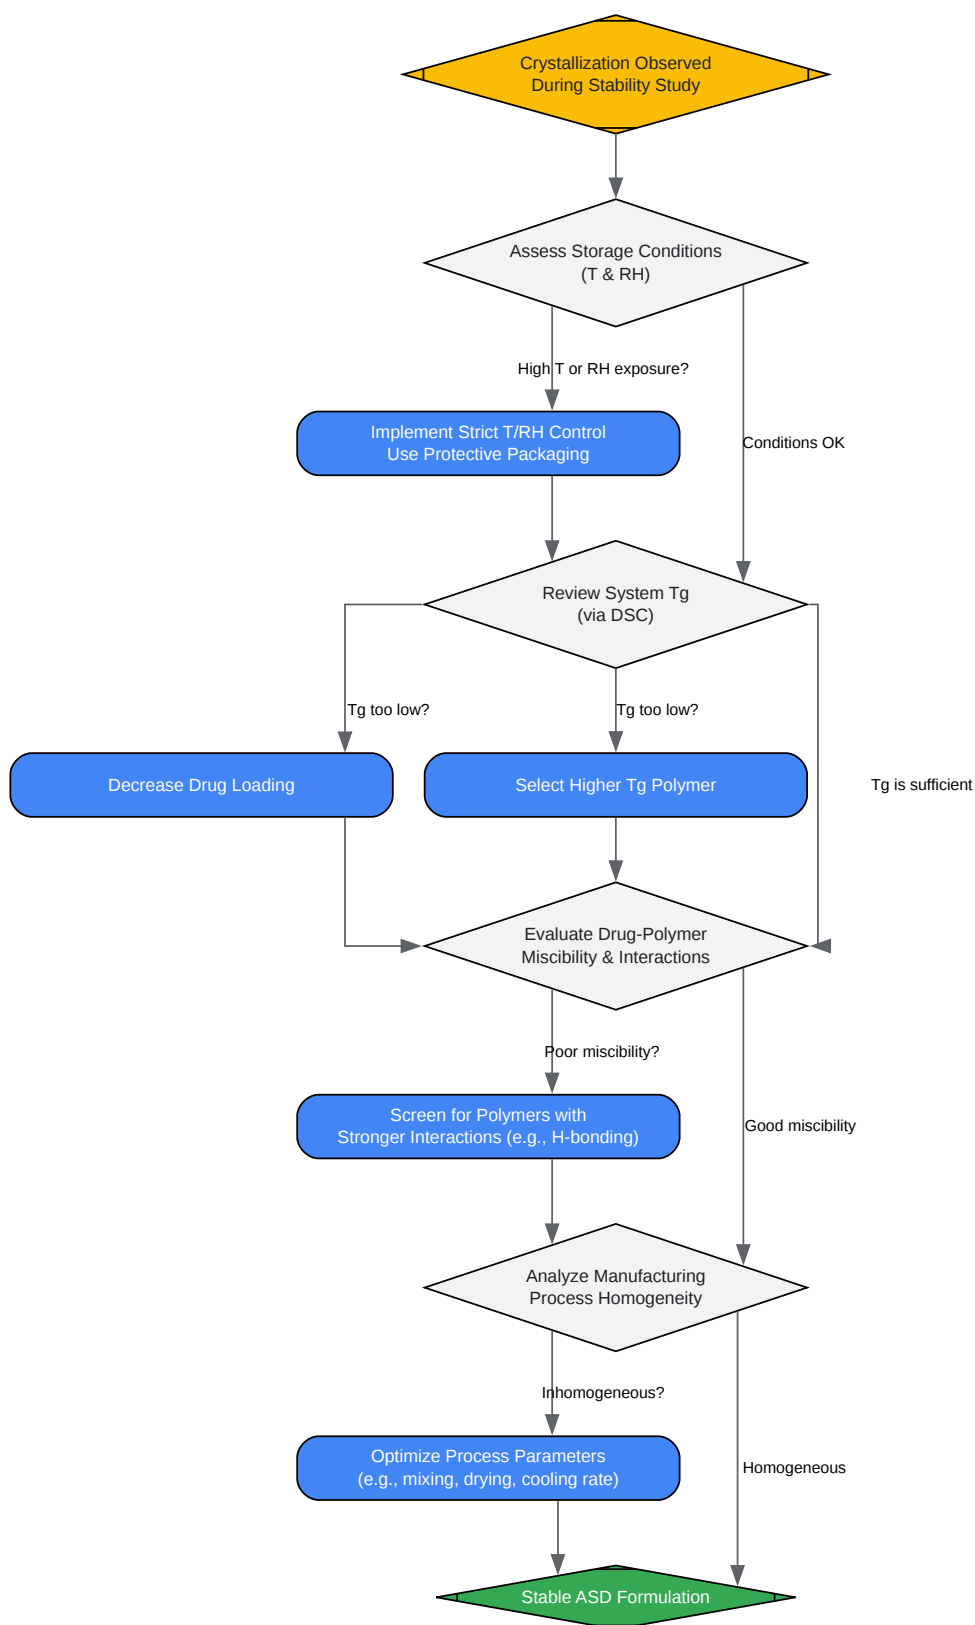 Crystallization Observed
During Stability Study
Assess Storage Conditions
(T & RH)
High T or RH exposure?
Implement Strict T/RH Control
Use Protective Packaging
Conditions OK
Review System Tg
(via DSC)
Tg too low?
Tg too low?
Decrease Drug Loading
Select Higher Tg Polymer
Tg is sufficient
Evaluate Drug-Polymer
Miscibility & Interactions
Poor miscibility?
Screen for Polymers with
Stronger Interactions (e.g., H-bonding)
Good miscibility
Analyze Manufacturing
Process Homogeneity
Inhomogeneous?
Optimize Process Parameters
(e.g., mixing, drying, cooling rate)
Homogeneous
Stable ASD Formulation